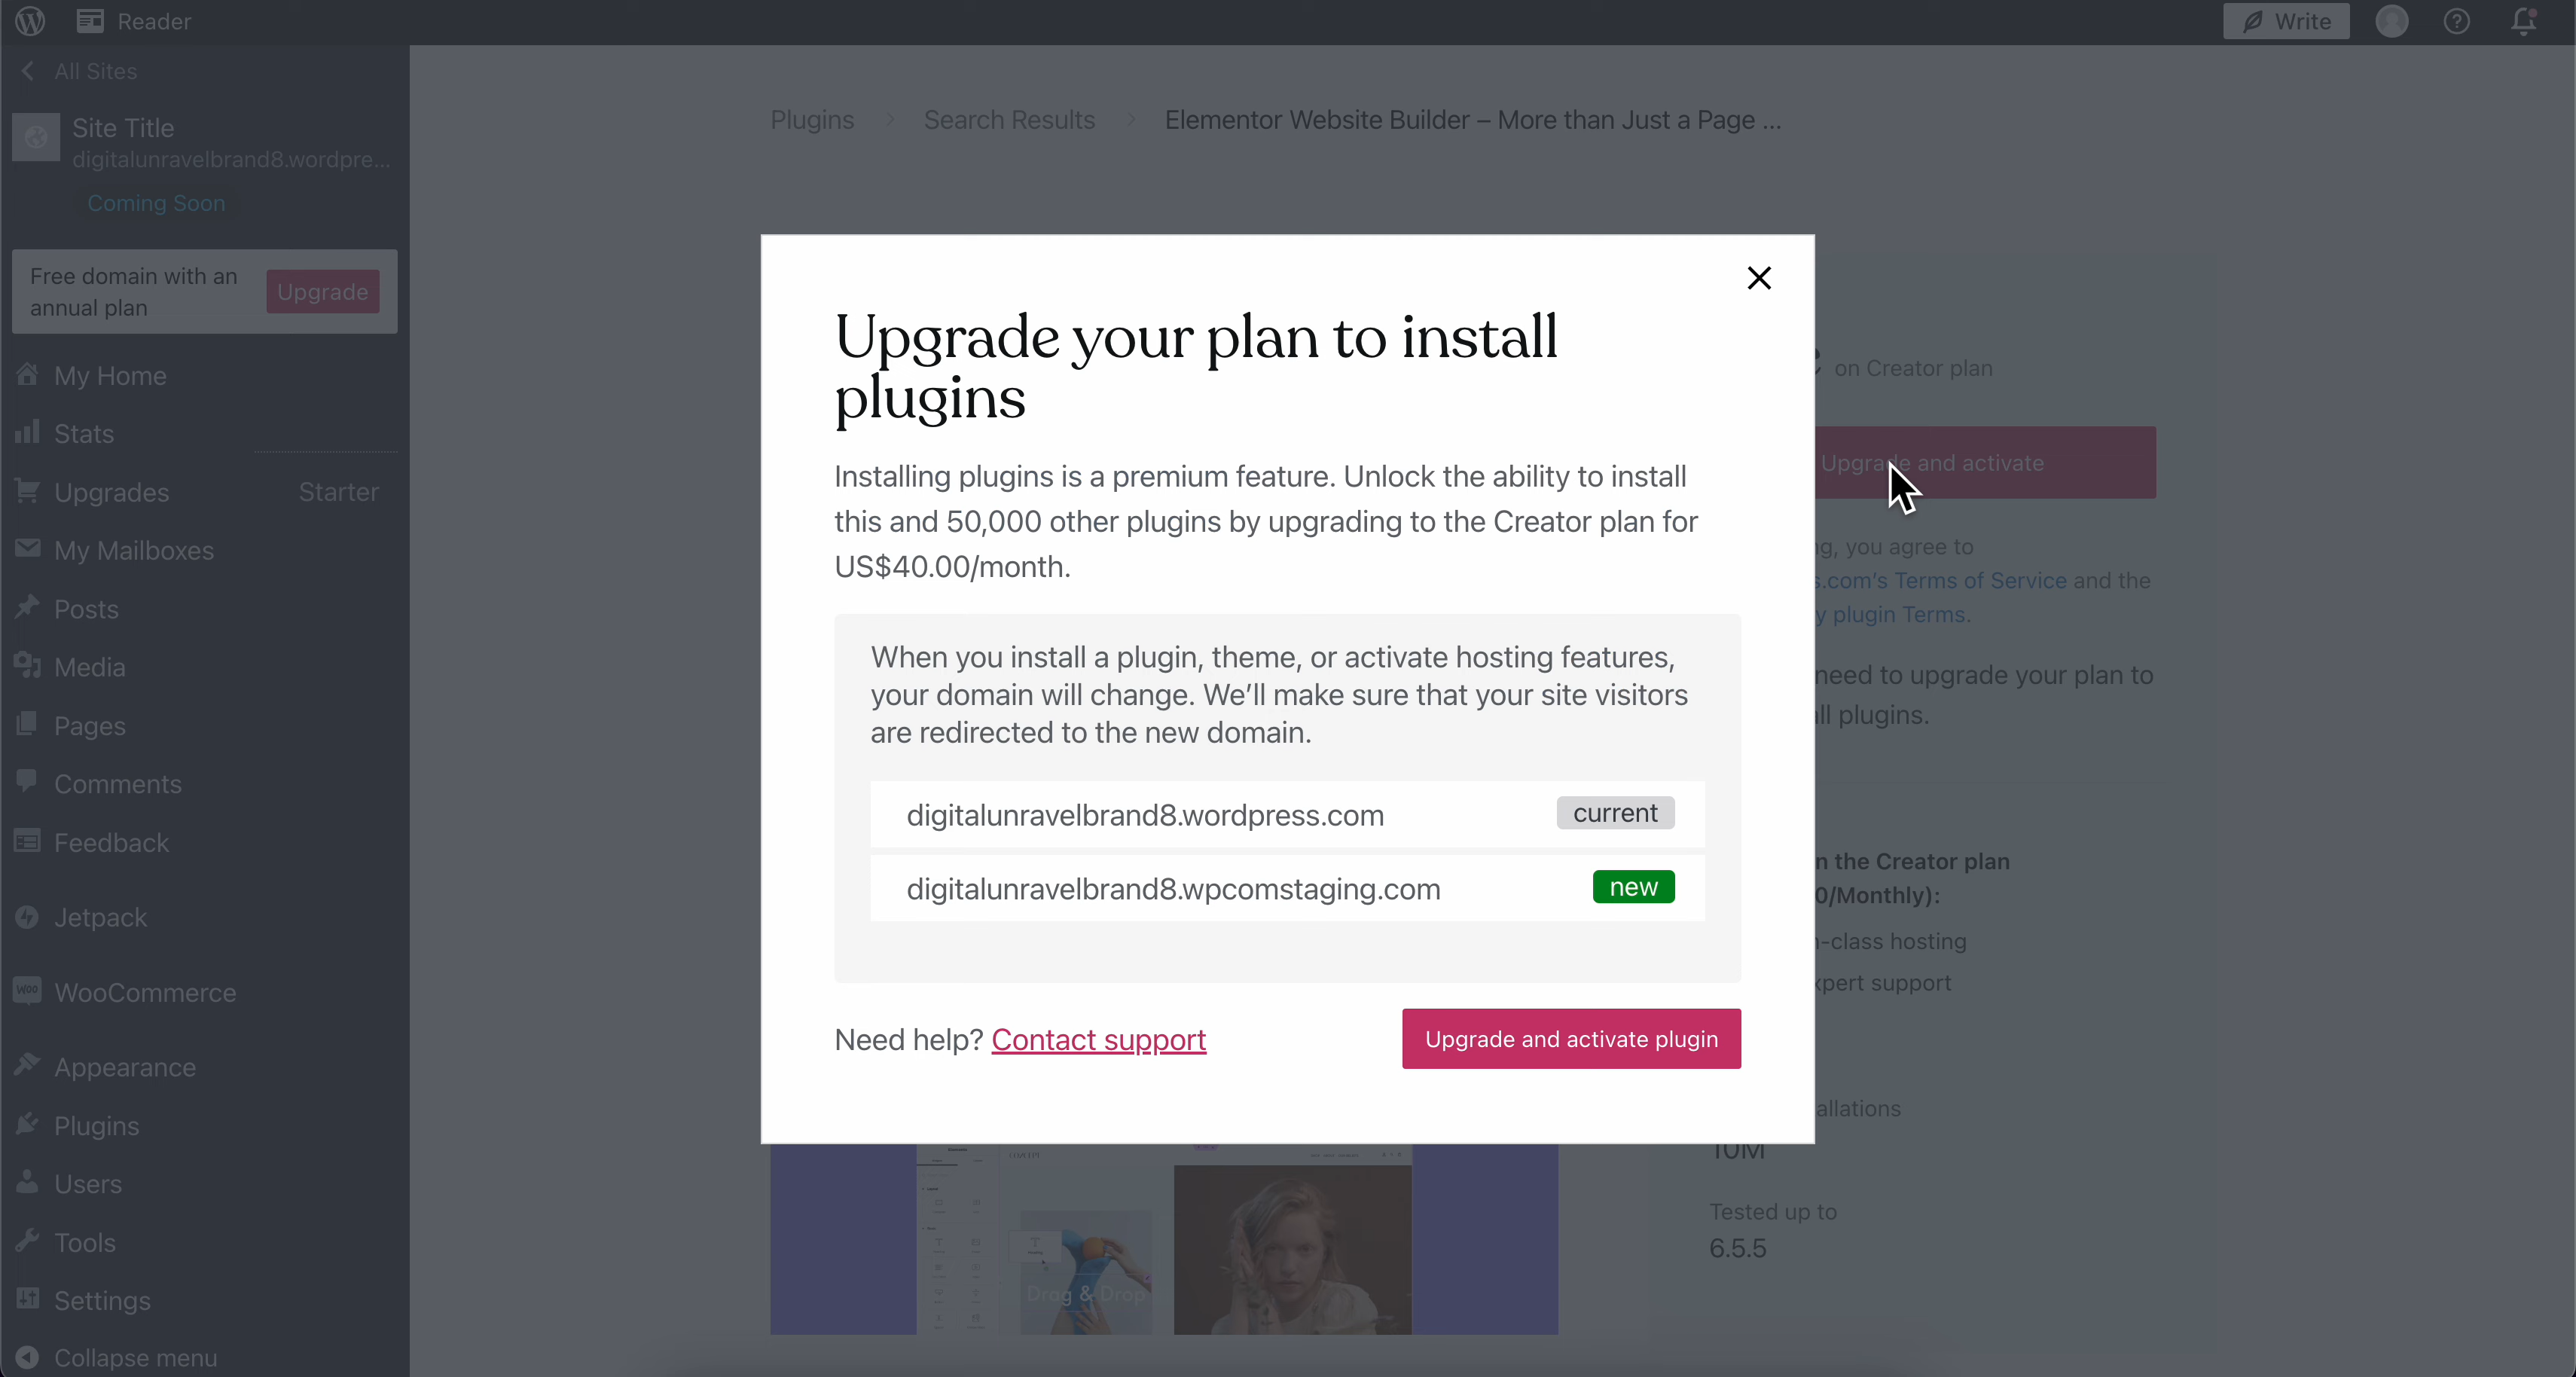 Reader
Write
All Sites
Site Title
digitalunravelbrand8.wordpre...
Coming Soon
Free domain with an
annual plan
Upgrade
My Home
Stats
Upgrades
Starter
My Mailboxes
Posts
Media
Pages
Comments
Feedback
Jetpack
WooCommerce
Appearance
Plugins
Users
Tools
Settings
Collapse menu
Plugins
Search Results
Elementor Website Builder – More than Just a Page ...
Upgrade your plan to install
plugins
Installing plugins is a premium feature. Unlock the ability to install
this and 50,000 other plugins by upgrading to the Creator plan for
US$40.00/month.
When you install a plugin, theme, or activate hosting features,
your domain will change. We’ll make sure that your site visitors
are redirected to the new domain.
digitalunravelbrand8.wordpress.com
current
digitalunravelbrand8.wpcomstaging.com
new
Need help? Contact support
Upgrade and activate plugin
on Creator plan
Upgrade and activate
you agree to
s.com’s Terms of Service and the
plugin Terms.
need to upgrade your plan to
plugins.
the Creator plan
0/Monthly):
-class hosting
support
allations
10M
Tested up to
6.5.5
Drag & Drop